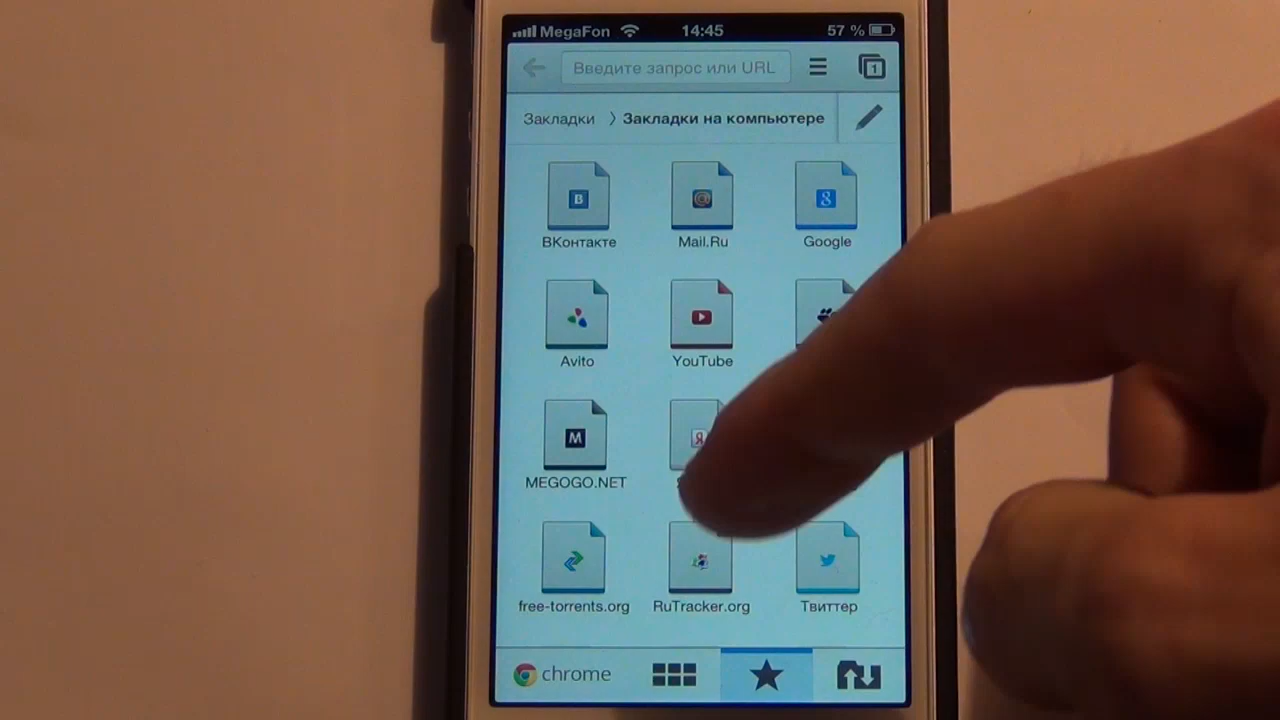 MegaFon 14:45 57 %
Введите запрос или URL 1
Закладки Закладки на компьютере
B @ 8
ВКонтакте Mail.Ru Google
Avito YouTube
M Я
MEGOGO.NET
free-torrents.org RuTracker.org Твиттер
chrome